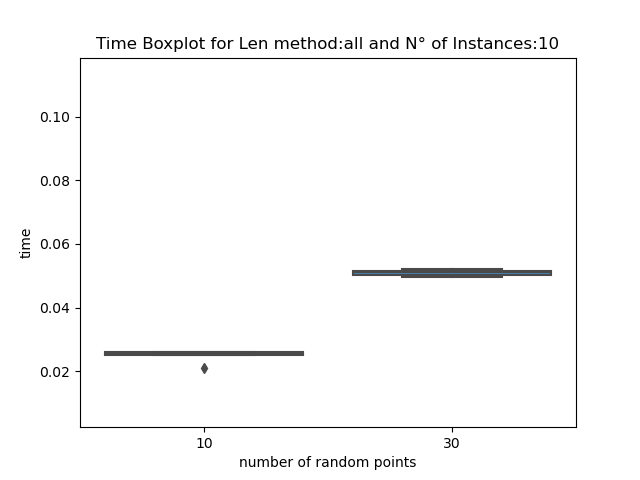 Time Boxplot for Len method:all and N° of Instances:10
0.10
0.08
0.06
0.04
0.02
time
10 30
number of random points